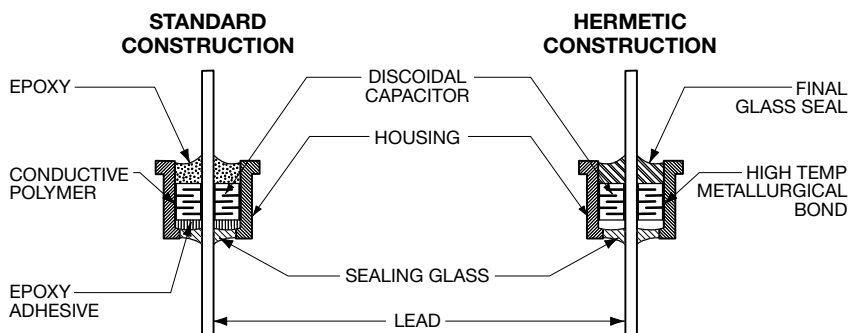 STANDARD
CONSTRUCTION
HERMETIC
CONSTRUCTION
EPOXY
DISCOIDAL
CAPACITOR
FINAL
GLASS SEAL
HOUSING
CONDUCTIVE
POLYMER
HIGH TEMP
METALLURGICAL
BOND
SEALING GLASS
EPOXY
ADHESIVE
LEAD